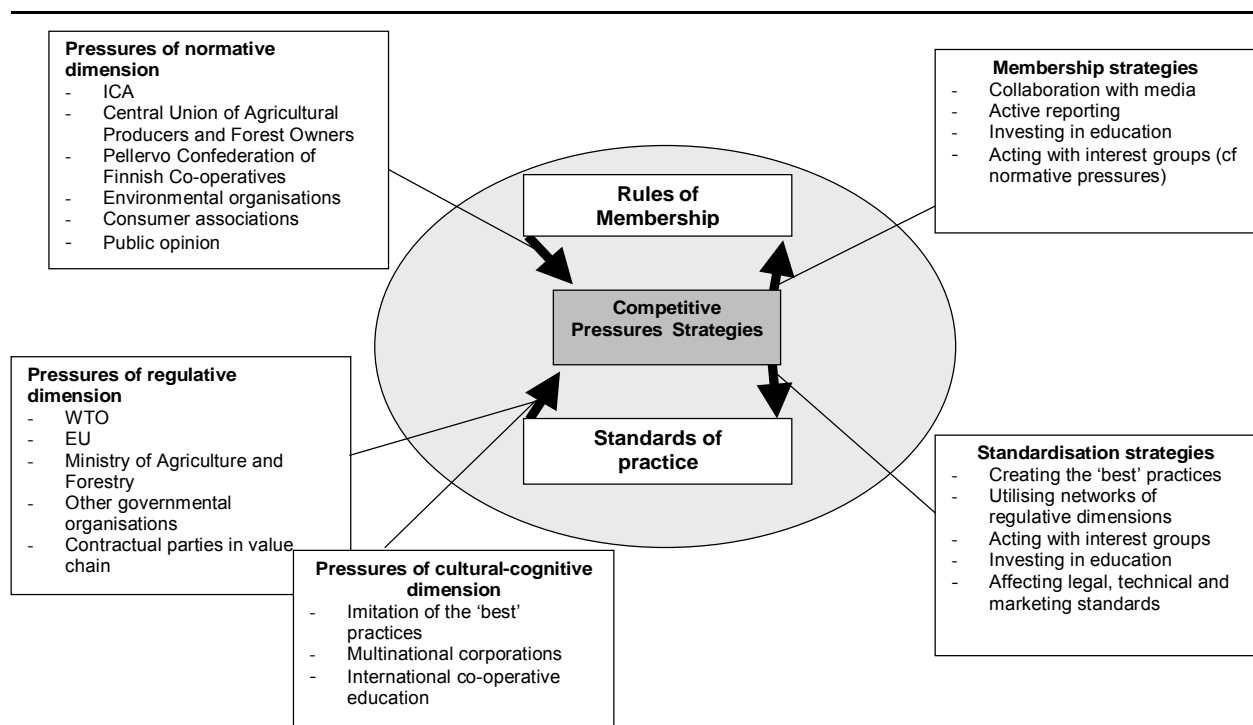 Pressures of normative
dimension
- ICA
- Central Union of Agricultural
Producers and Forest Owners
- Pellervo Confederation of
Finnish Co-operatives
- Environmental organisations
- Consumer associations
- Public opinion
Membership strategies
- Collaboration with media
- Active reporting
- Investing in education
- Acting with interest groups (cf
normative pressures)
Rules of
Membership
Competitive
Pressures Strategies
Standards of
practice
Pressures of regulative
dimension
- WTO
- EU
- Ministry of Agriculture and
Forestry
- Other governmental
organisations
- Contractual parties in value
chain
Pressures of cultural-cognitive
dimension
- Imitation of the ‘best’
practices
- Multinational corporations
- International co-operative
education
Standardisation strategies
- Creating the ‘best’ practices
- Utilising networks of
regulative dimensions
- Acting with interest groups
- Investing in education
- Affecting legal, technical and
marketing standards